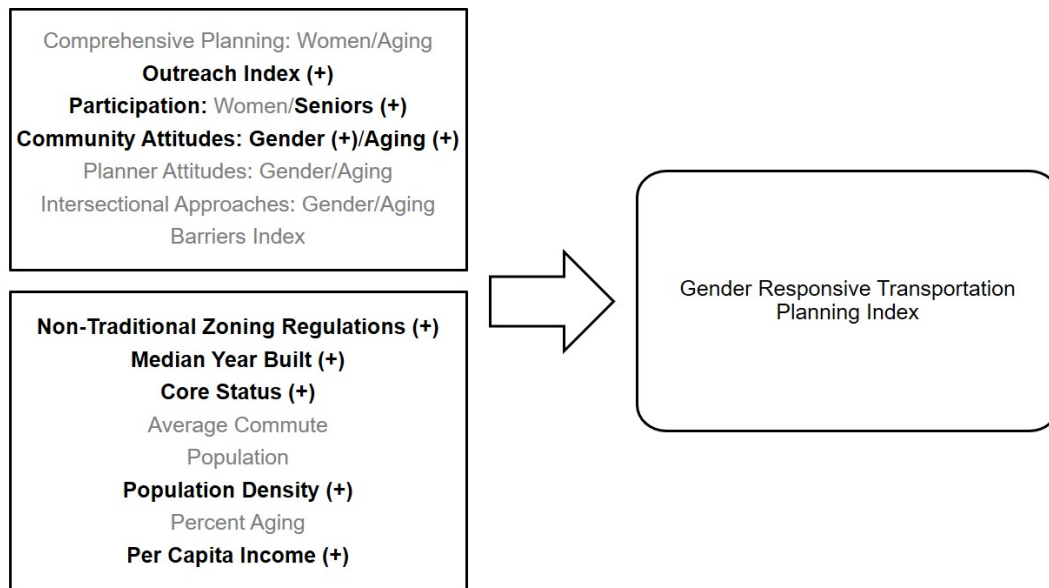 Comprehensive Planning: Women/Aging
Outreach Index (+)
Participation: Women/Seniors (+)
Community Attitudes: Gender (+)/Aging (+)
Planner Attitudes: Gender/Aging
Intersectional Approaches: Gender/Aging
Barriers Index
Non-Traditional Zoning Regulations (+)
Median Year Built (+)
Core Status (+)
Average Commute
Population
Population Density (+)
Percent Aging
Per Capita Income (+)
Gender Responsive Transportation
Planning Index